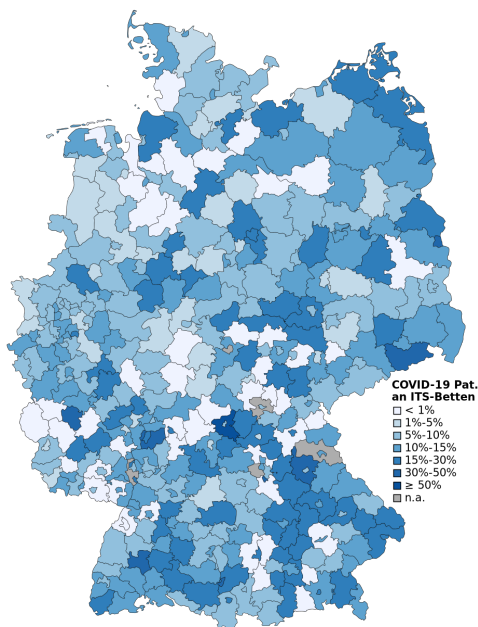 COVID-19 Pat.
an ITS-Betten
< 1%
1%-5%
5%-10%
10%-15%
15%-30%
30%-50%
≥ 50%
n.a.